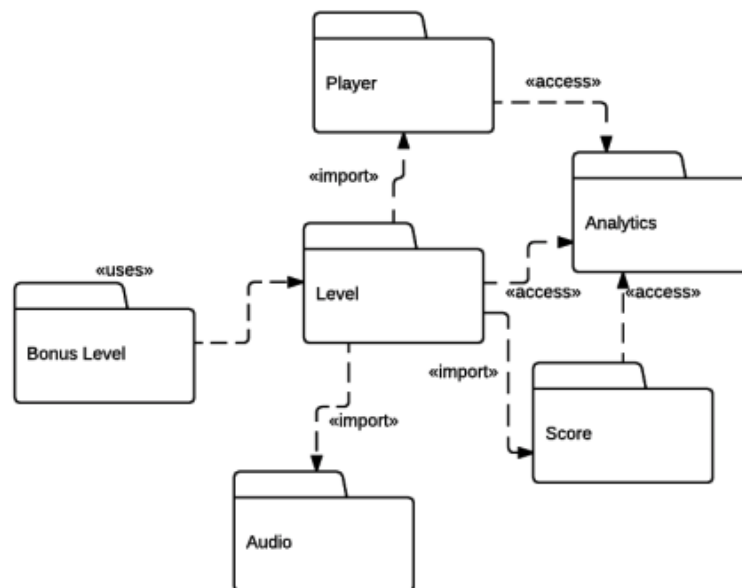 Player
«access»
«import»
Analytics
«uses»
Level
«access»
«access»
Bonus Level
«import»
«import»
Score
Audio